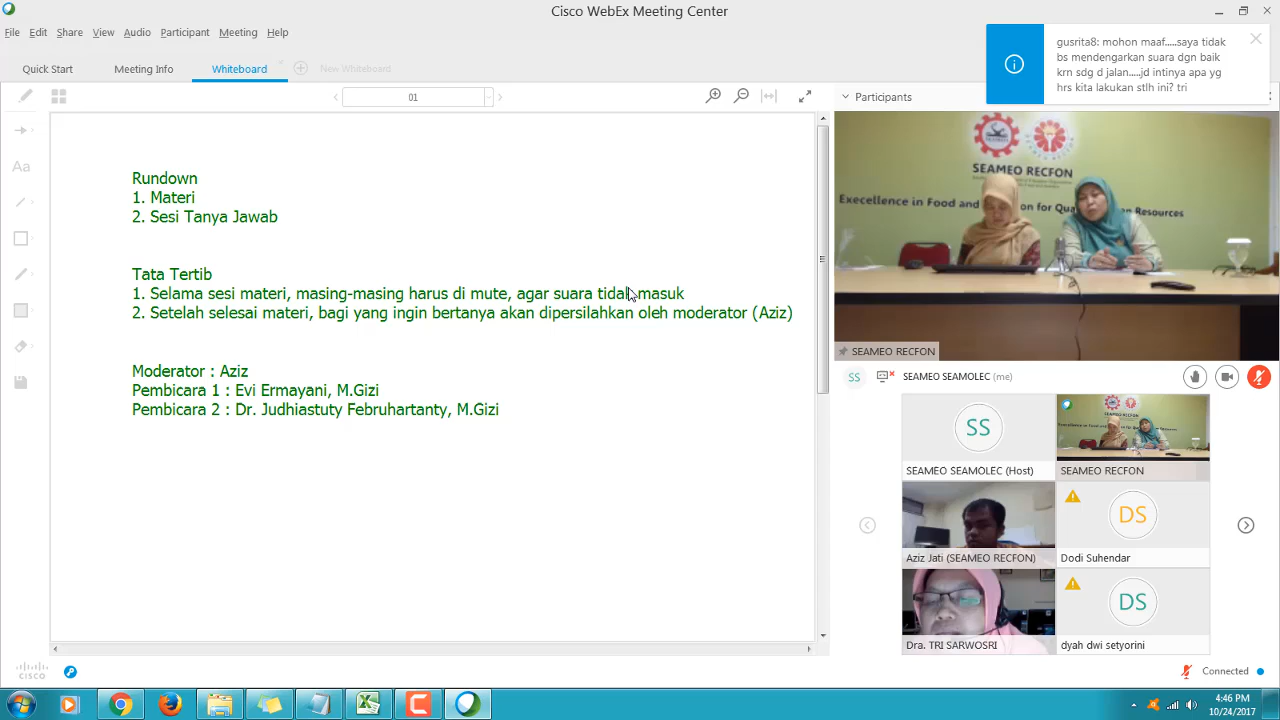 Cisco WebEx Meeting Center
File Edit Share View Audio Participant Meeting Help
Quick Start Meeting Info Whiteboard New Whiteboard
gusrita8: mohon maaf.....saya tidak
bs mendengarkan suara dgn baik
krn sdg d jalan.....jd intinya apa yg
hrs kita lakukan stlh ini? tri
01
Participants
Aa
Rundown
1. Materi
2. Sesi Tanya Jawab
Tata Tertib
1. Selama sesi materi, masing-masing harus di mute, agar suara tidak masuk
2. Setelah selesai materi, bagi yang ingin bertanya akan dipersilahkan oleh moderator (Aziz)
Moderator : Aziz
Pembicara 1 : Evi Ermayani, M.Gizi
Pembicara 2 : Dr. Judhiastuty Februhartanty, M.Gizi
SEAMEO RECFON
SEAMEO RECFON
SS SEAMEO SEAMOLEC (me)
SS
SEAMEO SEAMOLEC (Host)
SEAMEO RECFON
Aziz Jati (SEAMEO RECFON)
DS
Dodi Suhendar
Dra. TRI SARWOSRI
DS
dyah dwi setyorini
cisco
Connected
4:46 PM
10/24/2017